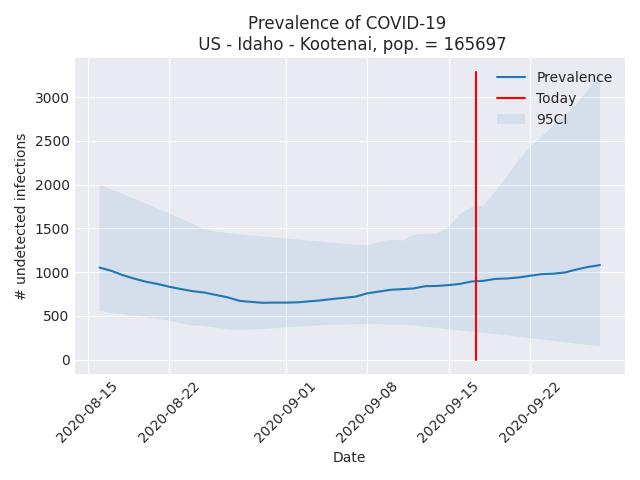 Prevalence of COVID-19
US - Idaho - Kootenai, pop. = 165697
Prevalence
Today
95CI
# undetected infections
3000
2500
2000
1500
1000
500
0
2020-08-15
2020-08-22
2020-09-01
2020-09-08
2020-09-15
2020-09-22
Date